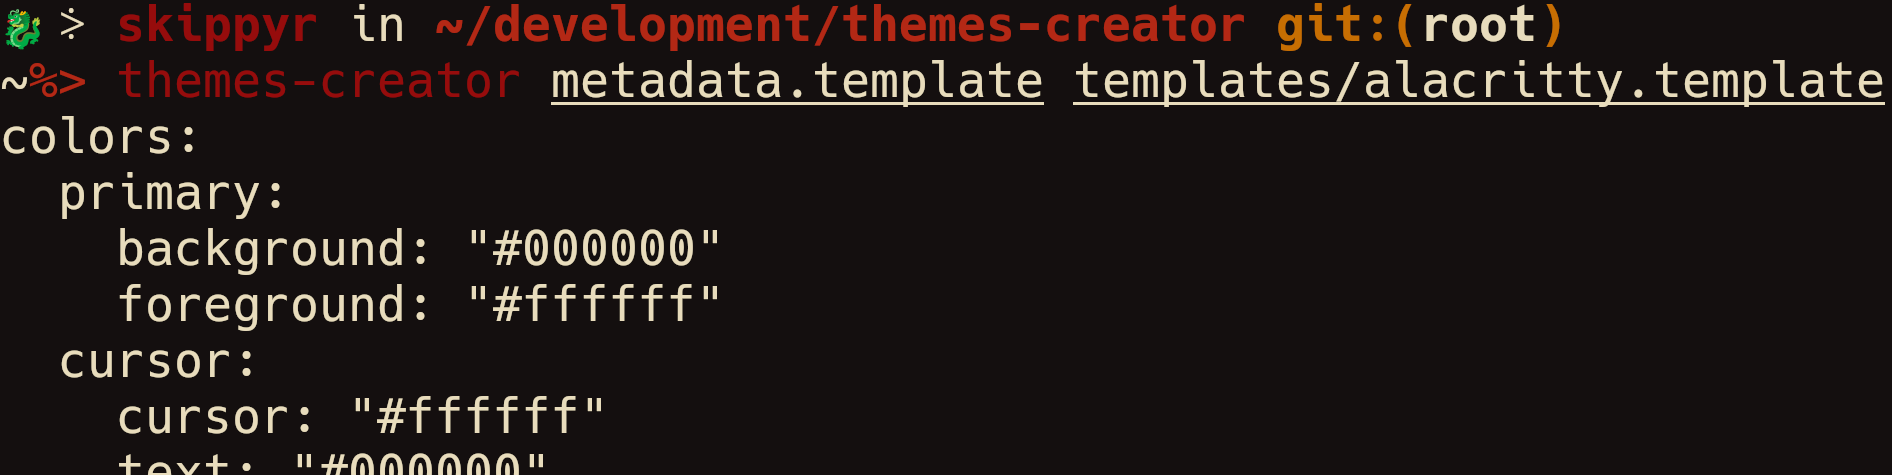 🐉 ⋗ skippyr in ~/development/themes-creator git:(root)
~%> themes-creator metadata.template templates/alacritty.template
colors:
  primary:
    background: "#000000"
    foreground: "#ffffff"
  cursor:
    cursor: "#ffffff"
    text: "#000000"